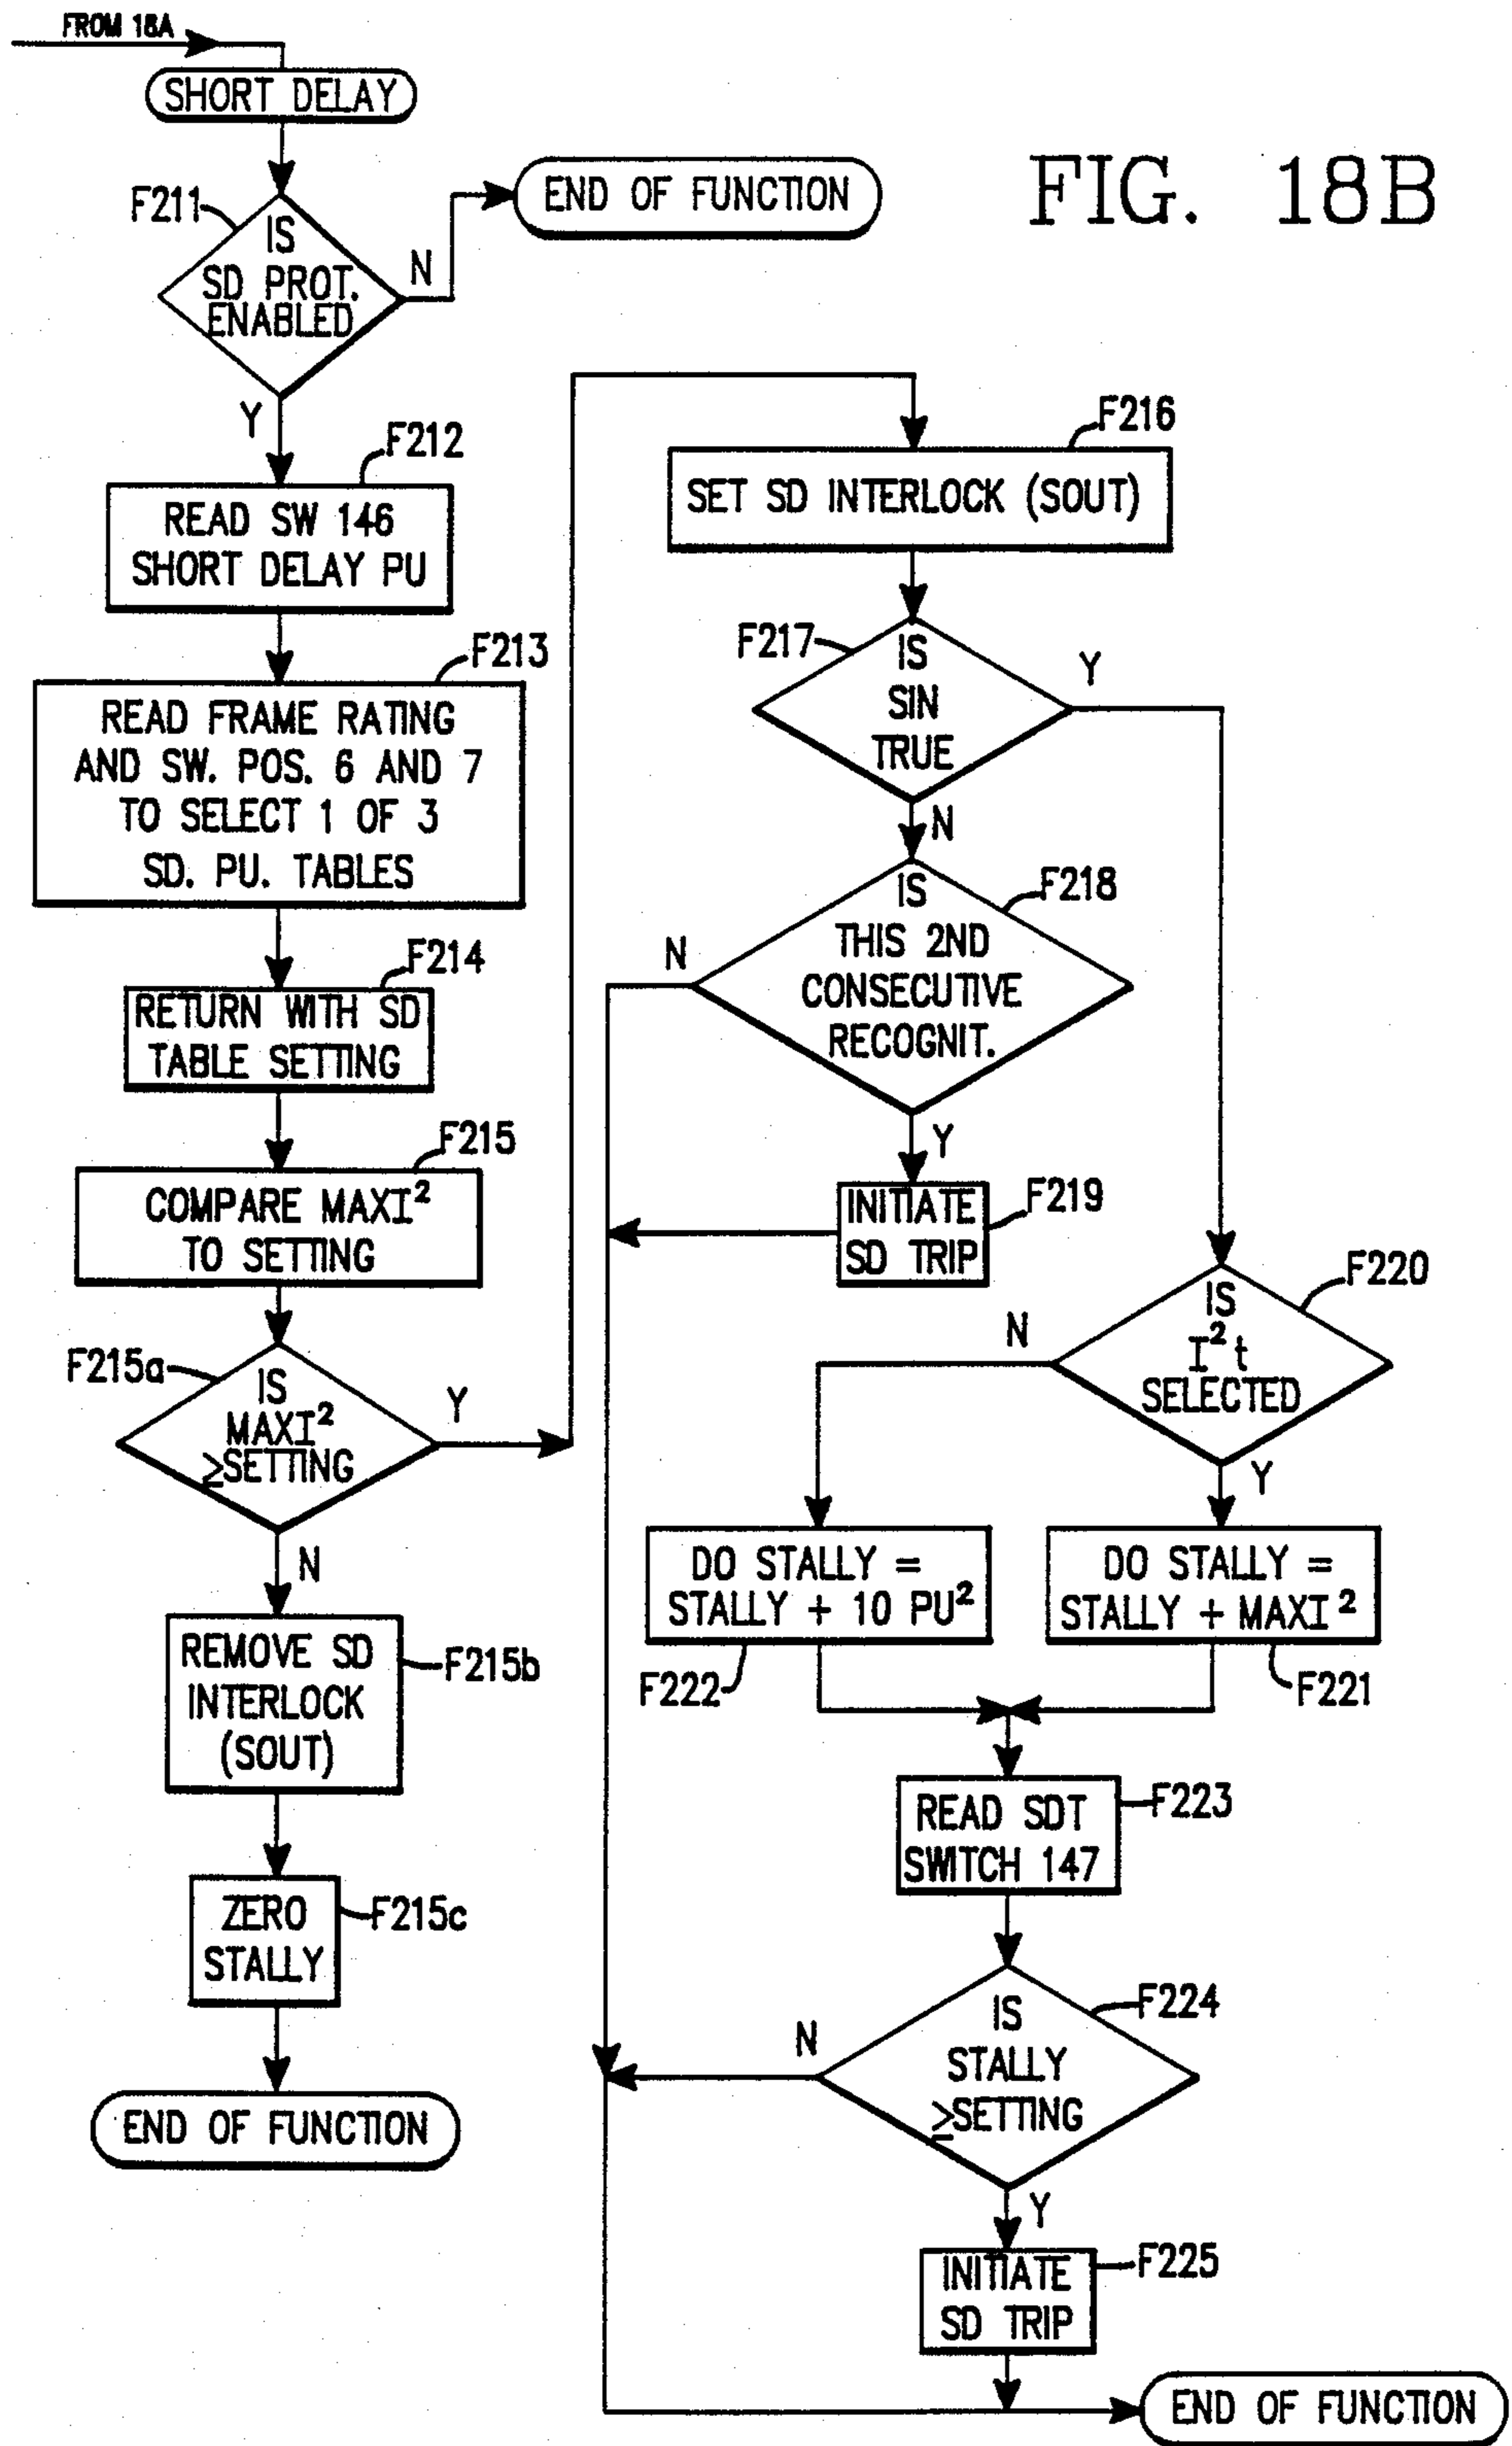 FROM 18A
SHORT DELAY
FIG. 18B
END OF FUNCTION
F211
IS
SD PROT.
ENABLED
N
Y
F212
READ SW 146
SHORT DELAY PU
F213
READ FRAME RATING
AND SW. POS. 6 AND 7
TO SELECT 1 OF 3
SD. PU. TABLES
F214
RETURN WITH SD
TABLE SETTING
F215
COMPARE MAXI²
TO SETTING
F215a
IS
MAXI²
≥SETTING
Y
N
REMOVE SD
INTERLOCK
(SOUT)
F215b
ZERO
STALLY
F215c
END OF FUNCTION
F216
SET SD INTERLOCK (SOUT)
F217
IS
SIN
TRUE
Y
N
F218
IS
THIS 2ND
CONSECUTIVE
RECOGNIT.
N
Y
INITIATE
SD TRIP
F219
F220
IS
I²t
SELECTED
N
Y
DO STALLY =
STALLY + 10 PU²
F222
DO STALLY =
STALLY + MAXI²
F221
READ SDT
SWITCH 147
F223
F224
IS
STALLY
≥SETTING
N
Y
INITIATE
SD TRIP
F225
END OF FUNCTION